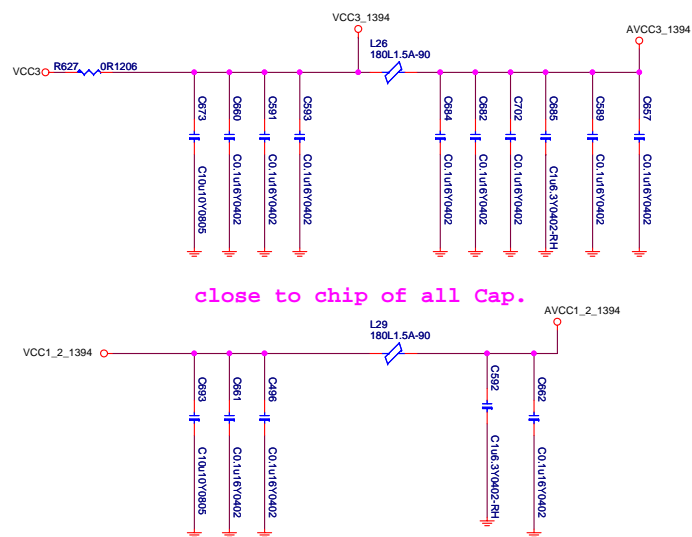 VCC3_1394
AVCC3_1394
L26
180L1.5A-90
VCC3
R627
0R1206
C673
C660
C591
C593
C684
C682
C702
C685
C589
C657
C10u10Y0805
C0.1u16Y0402
C0.1u16Y0402
C0.1u16Y0402
C0.1u16Y0402
C0.1u16Y0402
C0.1u16Y0402
C1u6.3Y0402-RH
C0.1u16Y0402
C0.1u16Y0402
close to chip of all Cap.
AVCC1_2_1394
L29
180L1.5A-90
VCC1_2_1394
C693
C661
C496
C592
C662
C10u10Y0805
C0.1u16Y0402
C0.1u16Y0402
C1u6.3Y0402-RH
C0.1u16Y0402